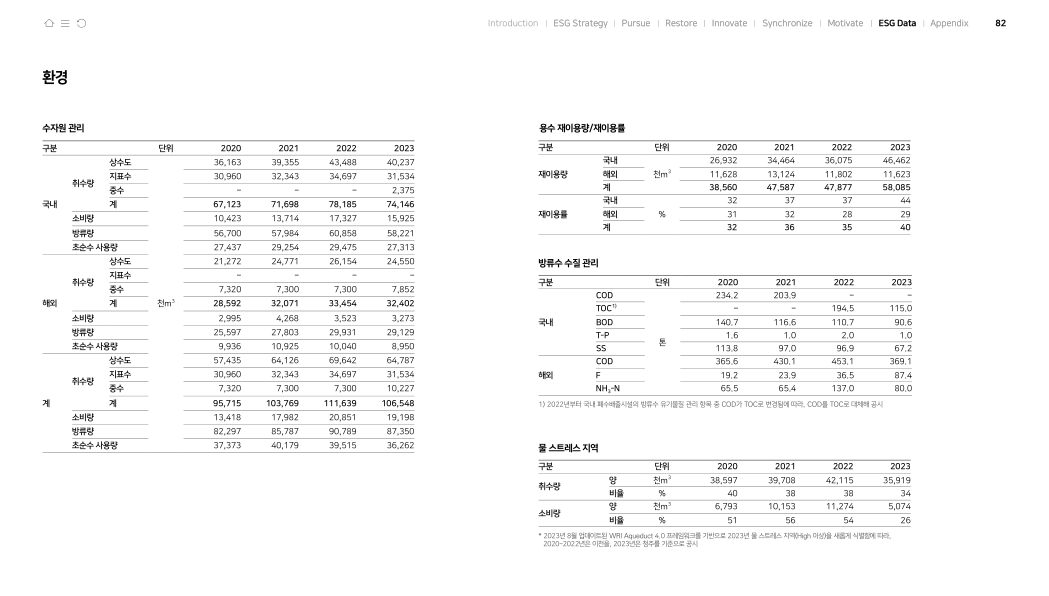 Introduction | ESG Strategy | Pursue | Restore | Innovate | Synchronize | Motivate | ESG Data | Appendix 82
환경
수자원 관리
구분 단위 2020 2021 2022 2023
상수도 36,163 39,355 43,488 40,237
취수량 지표수 30,960 32,343 34,697 31,534
중수 – – – 2,375
국내 계 67,123 71,698 78,185 74,146
소비량 10,423 13,714 17,327 15,925
방류량 56,700 57,984 60,858 58,221
초순수 사용량 27,437 29,254 29,475 27,313
상수도 21,272 24,771 26,154 24,550
취수량 지표수 – – – –
중수 7,320 7,300 7,300 7,852
해외 계 천m³ 28,592 32,071 33,454 32,402
소비량 2,995 4,268 3,523 3,273
방류량 25,597 27,803 29,931 29,129
초순수 사용량 9,936 10,925 10,040 8,950
상수도 57,435 64,126 69,642 64,787
취수량 지표수 30,960 32,343 34,697 31,534
중수 7,320 7,300 7,300 10,227
계 계 95,715 103,769 111,639 106,548
소비량 13,418 17,982 20,851 19,198
방류량 82,297 85,787 90,789 87,350
초순수 사용량 37,373 40,179 39,515 36,262
용수 재이용량/재이용률
구분 단위 2020 2021 2022 2023
국내 26,932 34,464 36,075 46,462
재이용량 해외 천m³ 11,628 13,124 11,802 11,623
계 38,560 47,587 47,877 58,085
국내 32 37 37 44
재이용률 해외 % 31 32 28 29
계 32 36 35 40
방류수 수질 관리
구분 단위 2020 2021 2022 2023
COD 234.2 203.9 – –
TOC¹⁾ – – 194.5 115.0
국내 BOD 140.7 116.6 110.7 90.6
T-P 1.6 1.0 2.0 1.0
SS 톤 113.8 97.0 96.9 67.2
COD 365.6 430.1 453.1 369.1
해외 F 19.2 23.9 36.5 87.4
NH₃-N 65.5 65.4 137.0 80.0
1) 2022년부터 국내 폐수배출시설의 방류수 유기물질 관리 항목 중 COD가 TOC로 변경됨에 따라, COD를 TOC로 대체해 공시
물 스트레스 지역
구분 단위 2020 2021 2022 2023
취수량 양 천m³ 38,597 39,708 42,115 35,919
비율 % 40 38 38 34
소비량 양 천m³ 6,793 10,153 11,274 5,074
비율 % 51 56 54 26
* 2023년 8월 업데이트된 WRI Aqueduct 4.0 프레임워크를 기반으로 2023년 물 스트레스 지역(High 이상)을 새롭게 식별함에 따라,
2020~2022년은 이천을, 2023년은 청주를 기준으로 공시